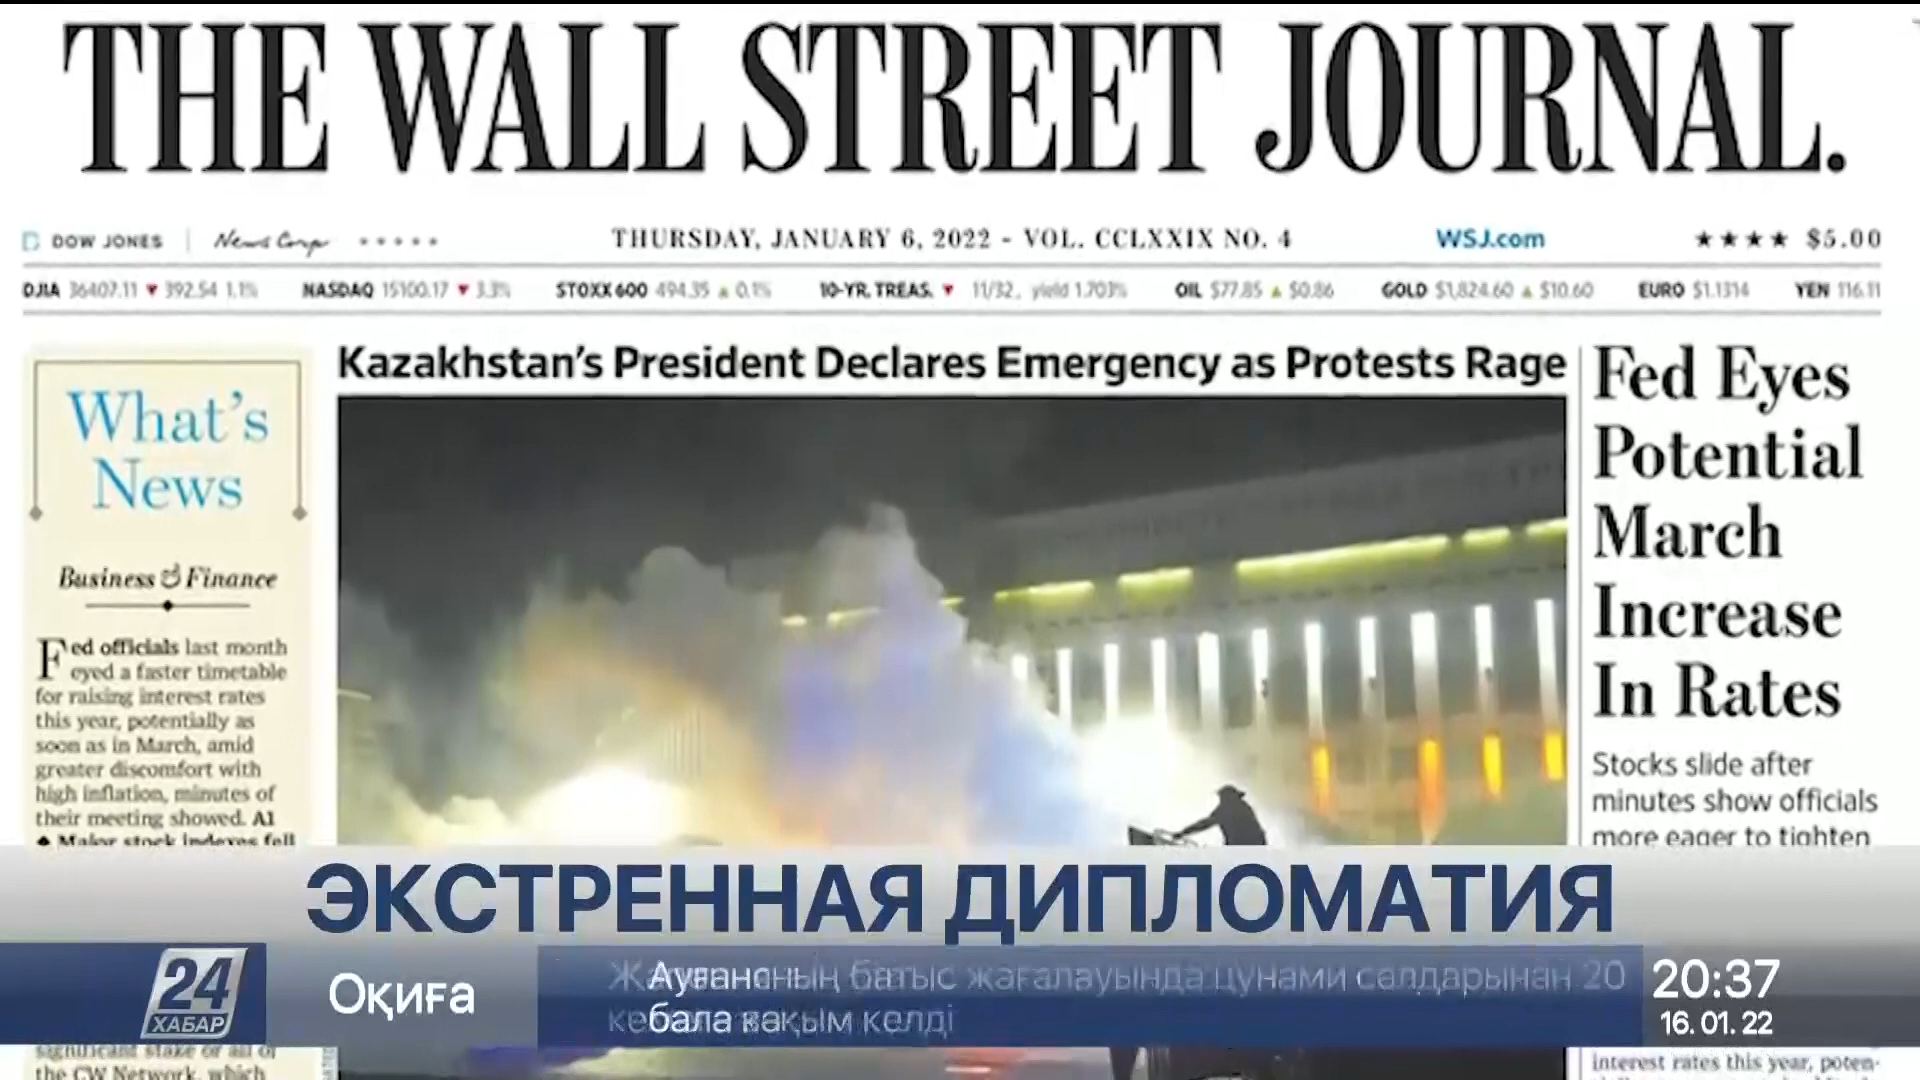 THE WALL STREET JOURNAL.
DOW JONES News Corp
THURSDAY, JANUARY 6, 2022 - VOL. CCLXXIX NO. 4
WSJ.com
★★★★ $5.00
DJIA 36407.11 ▼ 392.54 1.1%
NASDAQ 15100.17 ▼ 3.3%
STOXX 600 494.35 ▲ 0.1%
10-YR. TREAS. ▼ 11/32, yield 1.703%
OIL $77.85 ▲ $0.86
GOLD $1,824.60 ▲ $10.60
EURO $1.1314
YEN 116.11
What's
News
Business & Finance
Fed officials last month
eyed a faster timetable
for raising interest rates
this year, potentially as
soon as in March, amid
greater discomfort with
high inflation, minutes of
their meeting showed. A1
◆ Major stock indexes fell
significant stake or all of
the CW Network, which
Kazakhstan's President Declares Emergency as Protests Rage
Fed Eyes
Potential
March
Increase
In Rates
Stocks slide after
minutes show officials
more eager to tighten
interest rates this year, poten-
ЭКСТРЕННАЯ ДИПЛОМАТИЯ
24
ХАБАР
Оқиға
жағалауында цунами салдарынан 20
бала
20:37
16.01.22